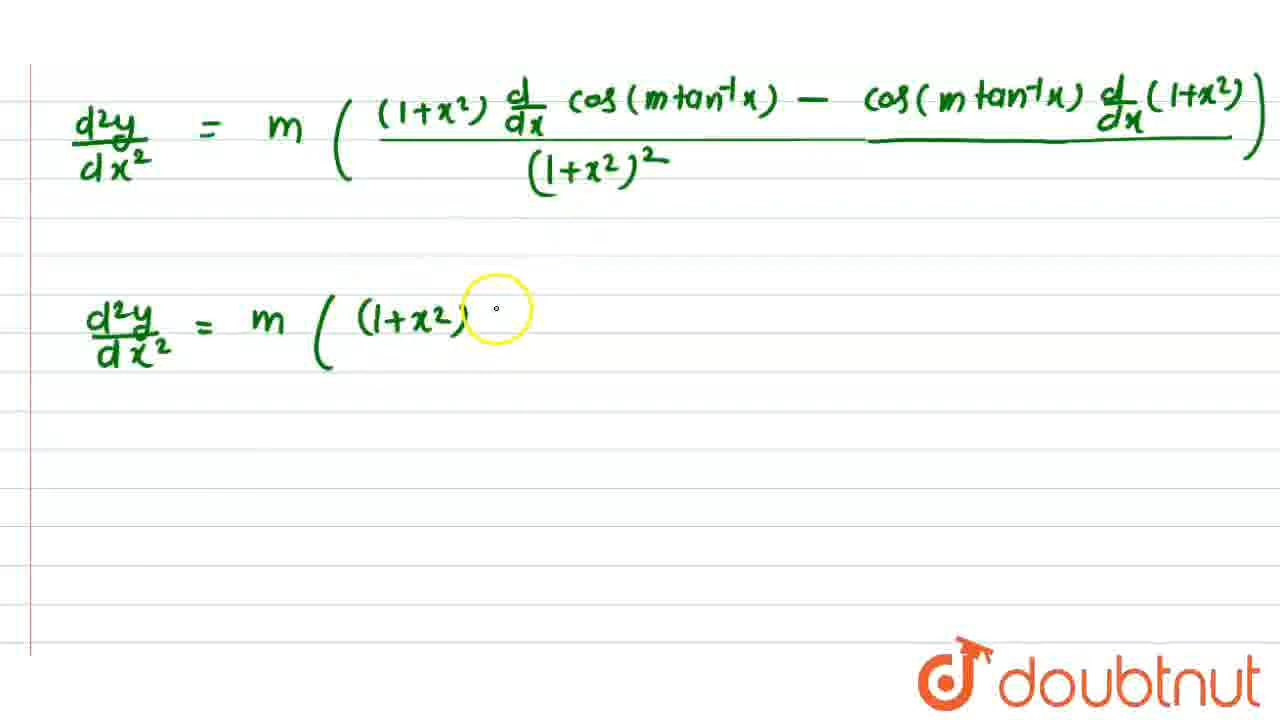 d²y/dx² = m ( ((1+x²) d/dx cos(m tan⁻¹x) − cos(m tan⁻¹x) d/dx (1+x²)) / (1+x²)² )
d²y/dx² = m ( (1+x²)
doubtnut